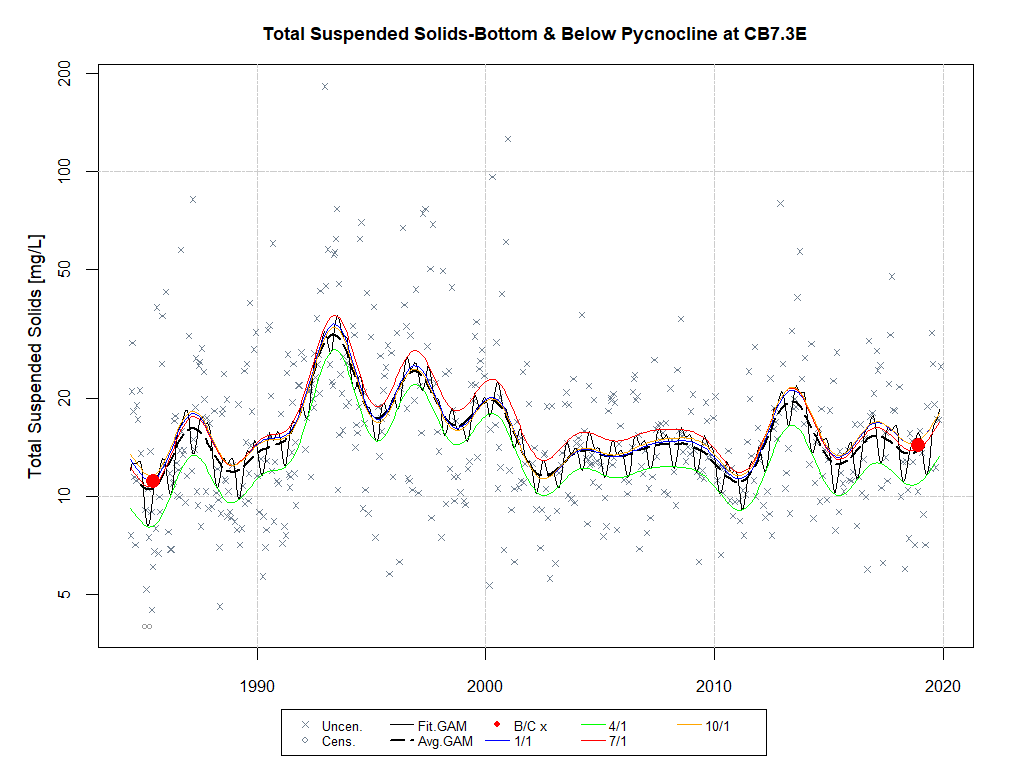 Total Suspended Solids-Bottom & Below Pycnocline at CB7.3E
Total Suspended Solids [mg/L]
200
100
50
20
10
5
1990 2000 2010 2020
Uncen. Fit.GAM B/C x 4/1 10/1
Cens. Avg.GAM 1/1 7/1